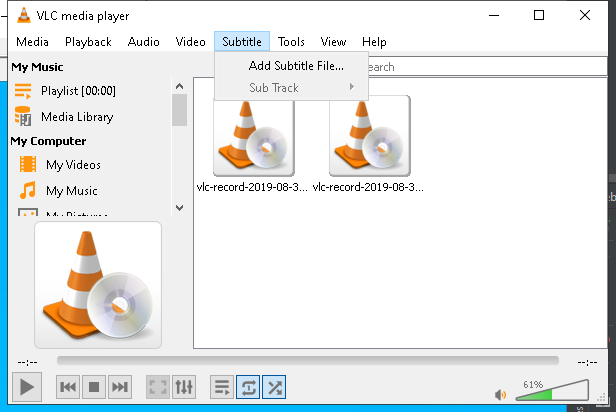 VLC media player
Media Playback Audio Video Subtitle Tools View Help
My Music
Playlist [00:00]
Media Library
My Computer
My Videos
My Music
My Pictures
Add Subtitle File...
Sub Track
earch
vlc-record-2019-08-3... vlc-record-2019-08-3...
--:-- --:--
61%